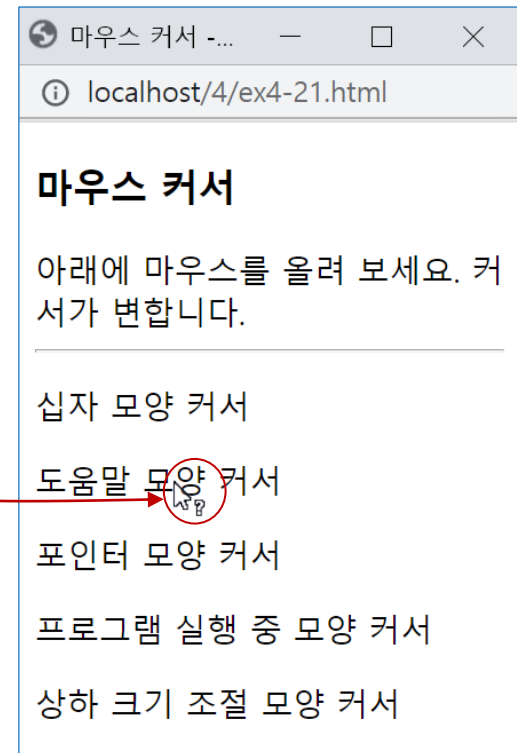 마우스 커서 -...
localhost/4/ex4-21.html
마우스 커서
아래에 마우스를 올려 보세요. 커
서가 변합니다.
십자 모양 커서
도움말 모양 커서
포인터 모양 커서
프로그램 실행 중 모양 커서
상하 크기 조절 모양 커서